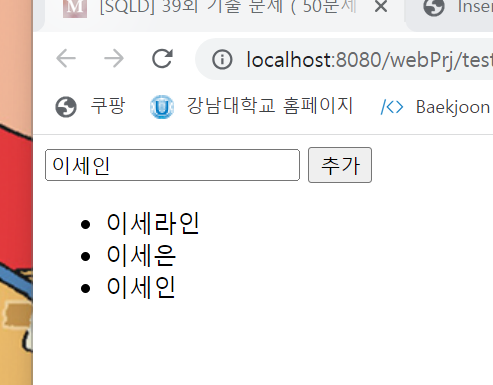 M [SQLD] 39회 기출 문제 ( 50문제
Inser
localhost:8080/webPrj/test
쿠팡 강남대학교 홈페이지 </> Baekjoon
이세인 추가
이세라인
이세은
이세인